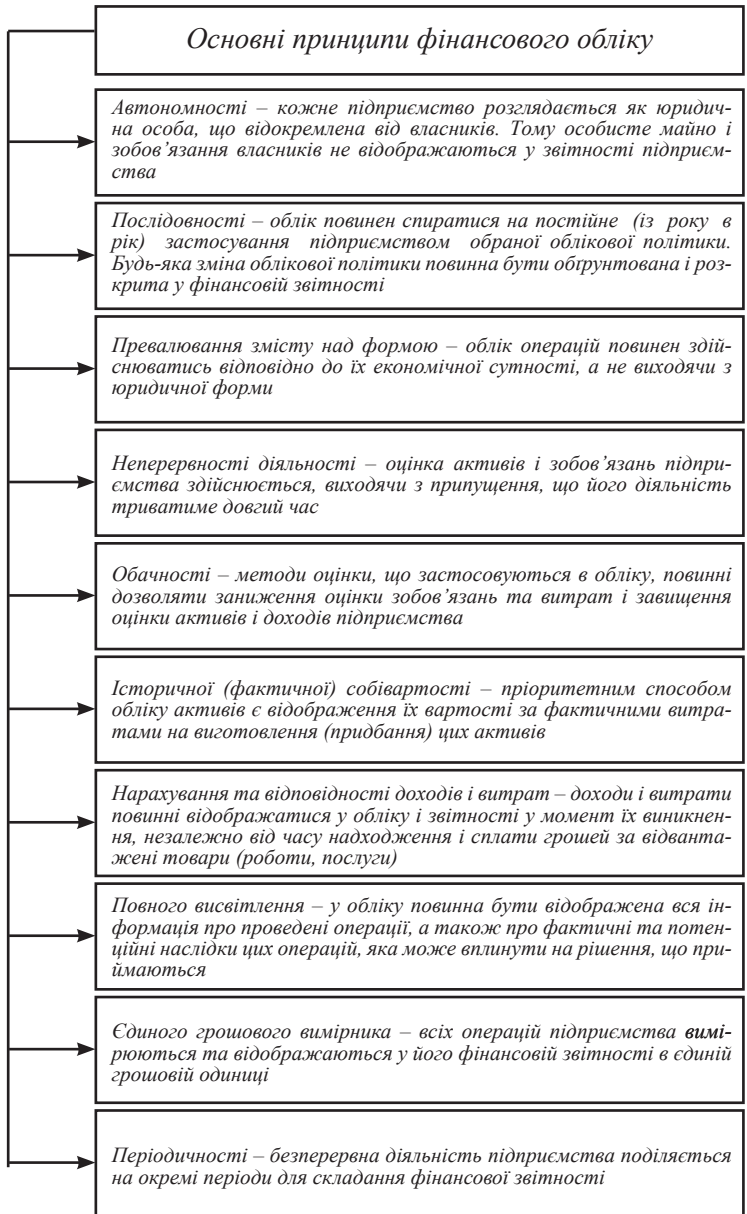 Основні принципи фінансового обліку
Автономності – кожне підприємство розглядається як юридич-
на особа, що відокремлена від власників. Тому особисте майно і
зобов’язання власників не відображаються у звітності підприєм-
ства
Послідовності – облік повинен спиратися на постійне (із року в
рік) застосування підприємством обраної облікової політики.
Будь-яка зміна облікової політики повинна бути обґрунтована і роз-
крита у фінансовій звітності
Превалювання змісту над формою – облік операцій повинен здій-
снюватись відповідно до їх економічної сутності, а не виходячи з
юридичної форми
Неперервності діяльності – оцінка активів і зобов’язань підпри-
ємства здійснюється, виходячи з припущення, що його діяльність
триватиме довгий час
Обачності – методи оцінки, що застосовуються в обліку, повинні
дозволяти заниження оцінки зобов’язань та витрат і завищення
оцінки активів і доходів підприємства
Історичної (фактичної) собівартості – пріоритетним способом
обліку активів є відображення їх вартості за фактичними витра-
тами на виготовлення (придбання) цих активів
Нарахування та відповідності доходів і витрат – доходи і витрати
повинні відображатися у обліку і звітності у момент їх виникнен-
ня, незалежно від часу надходження і сплати грошей за відванта-
жені товари (роботи, послуги)
Повного висвітлення – у обліку повинна бути відображена вся ін-
формація про проведені операції, а також про фактичні та потен-
ційні наслідки цих операцій, яка може вплинути на рішення, що при-
ймаються
Єдиного грошового вимірника – всіх операцій підприємства вимі-
рюються та відображаються у його фінансовій звітності в єдиній
грошовій одиниці
Періодичності – безперервна діяльність підприємства поділяється
на окремі періоди для складання фінансової звітності